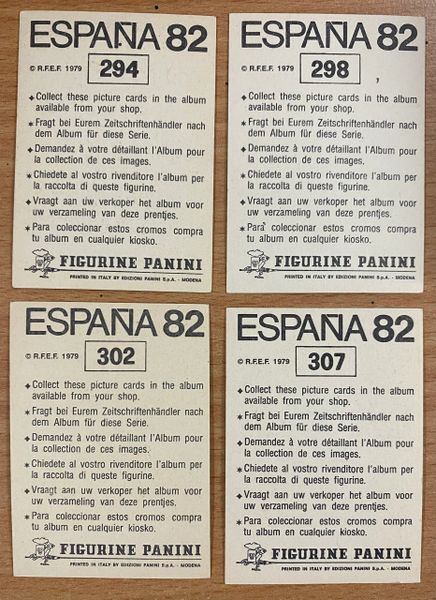 ESPAÑA 82
© R.F.E.F. 1979 294
Collect these picture cards in the album
available from your shop.
Fragt bei Eurem Zeitschriftenhändler nach
dem Album für diese Serie.
Demandez à votre détaillant l'Album pour
la collection de ces images.
Chiedete al vostro rivenditore l'album per
la raccolta di queste figurine.
Vraagt aan uw verkoper het album voor
uw verzameling van deze prentjes.
Para coleccionar estos cromos compra
tu album en cualquier kiosko.
FIGURINE PANINI
PRINTED IN ITALY BY EDIZIONI PANINI S.p.A. - MODENA
ESPAÑA 82
© R.F.E.F. 1979 298
Collect these picture cards in the album
available from your shop.
Fragt bei Eurem Zeitschriftenhändler nach
dem Album für diese Serie.
Demandez à votre détaillant l'Album pour
la collection de ces images.
Chiedete al vostro rivenditore l'album per
la raccolta di queste figurine.
Vraagt aan uw verkoper het album voor
uw verzameling van deze prentjes.
Para coleccionar estos cromos compra
tu album en cualquier kiosko.
FIGURINE PANINI
PRINTED IN ITALY BY EDIZIONI PANINI S.p.A. - MODENA
ESPAÑA 82
© R.F.E.F. 1979 302
Collect these picture cards in the album
available from your shop.
Fragt bei Eurem Zeitschriftenhändler nach
dem Album für diese Serie.
Demandez à votre détaillant l'Album pour
la collection de ces images.
Chiedete al vostro rivenditore l'album per
la raccolta di queste figurine.
Vraagt aan uw verkoper het album voor
uw verzameling van deze prentjes.
Para coleccionar estos cromos compra
tu album en cualquier kiosko.
FIGURINE PANINI
PRINTED IN ITALY BY EDIZIONI PANINI S.p.A. - MODENA
ESPAÑA 82
© R.F.E.F. 1979 307
Collect these picture cards in the album
available from your shop.
Fragt bei Eurem Zeitschriftenhändler nach
dem Album für diese Serie.
Demandez à votre détaillant l'Album pour
la collection de ces images.
Chiedete al vostro rivenditore l'album per
la raccolta di queste figurine.
Vraagt aan uw verkoper het album voor
uw verzameling van deze prentjes.
Para coleccionar estos cromos compra
tu album en cualquier kiosko.
FIGURINE PANINI
PRINTED IN ITALY BY EDIZIONI PANINI S.p.A. - MODENA